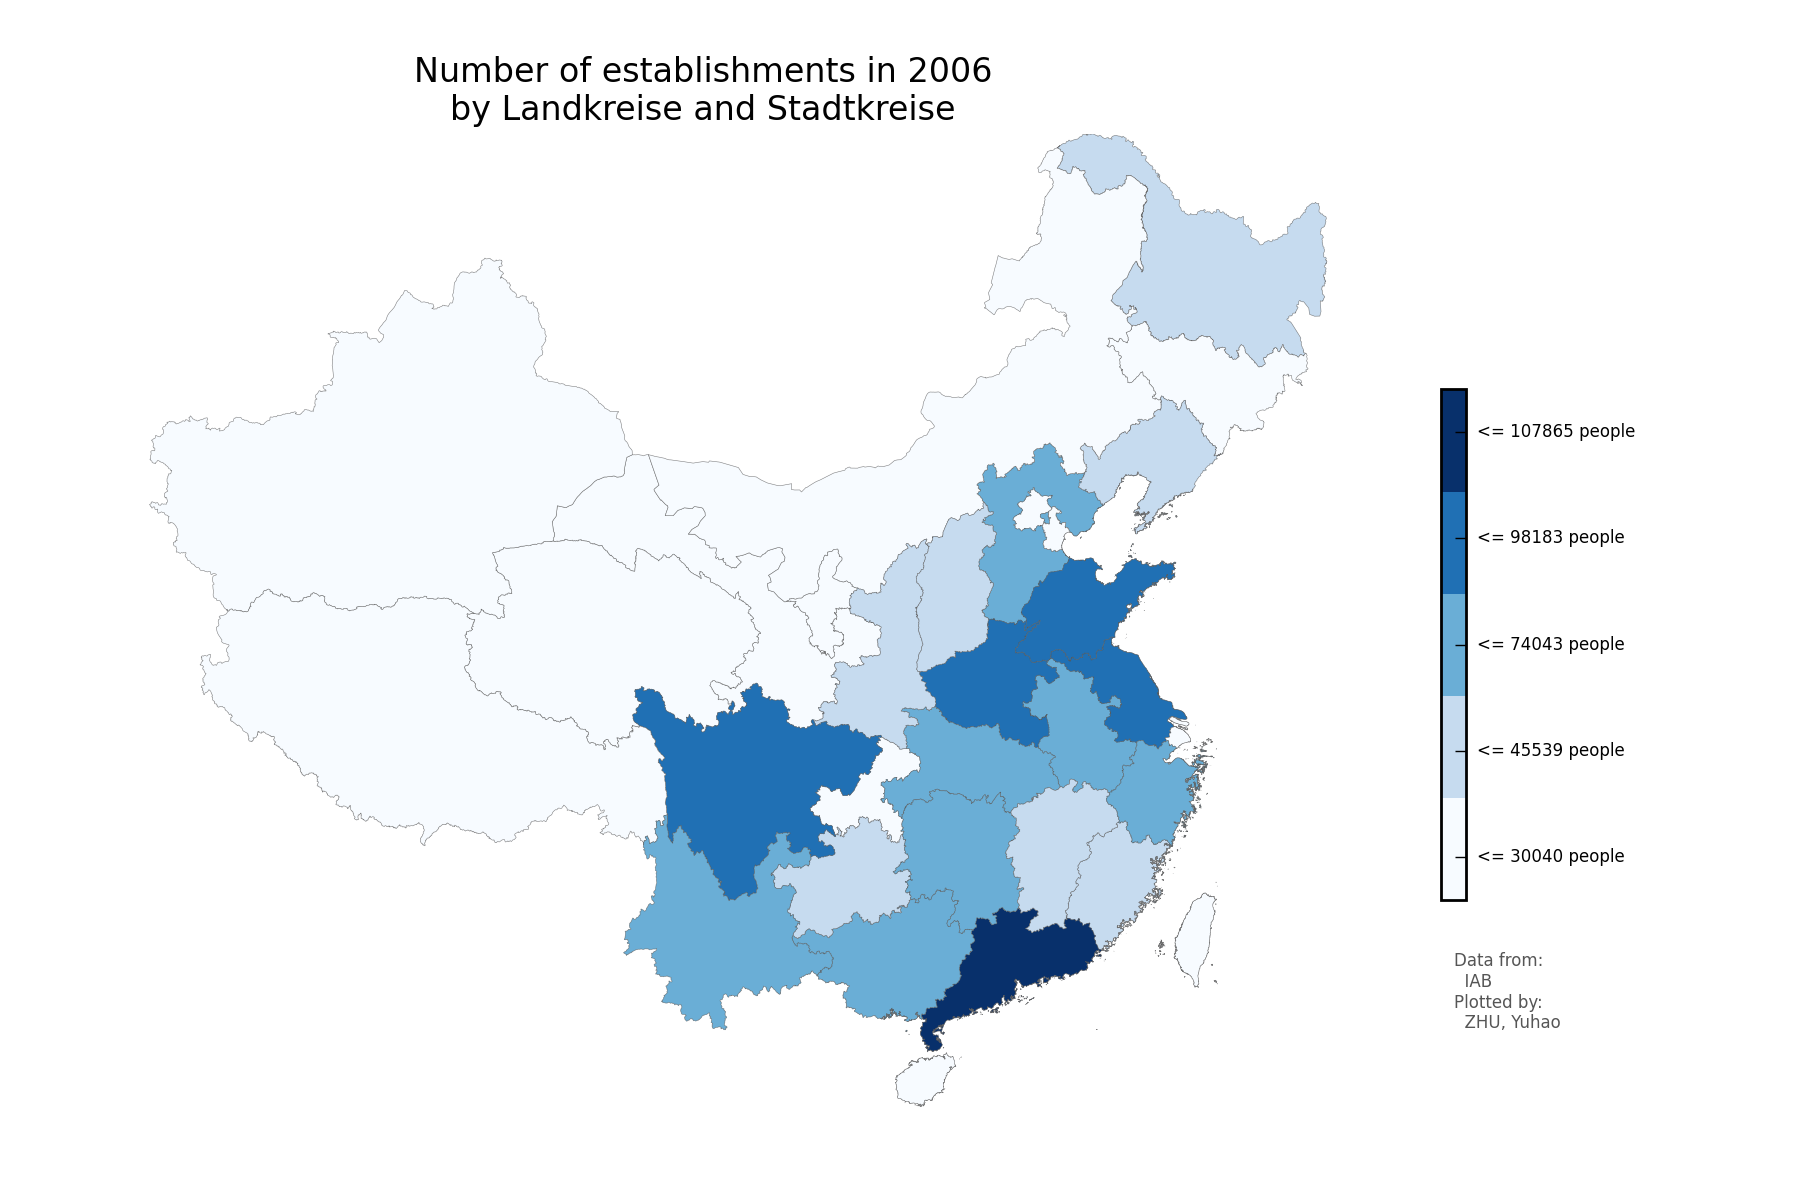 Number of establishments in 2006
by Landkreise and Stadtkreise
<= 107865 people
<= 98183 people
<= 74043 people
<= 45539 people
<= 30040 people
Data from:
IAB
Plotted by:
ZHU, Yuhao